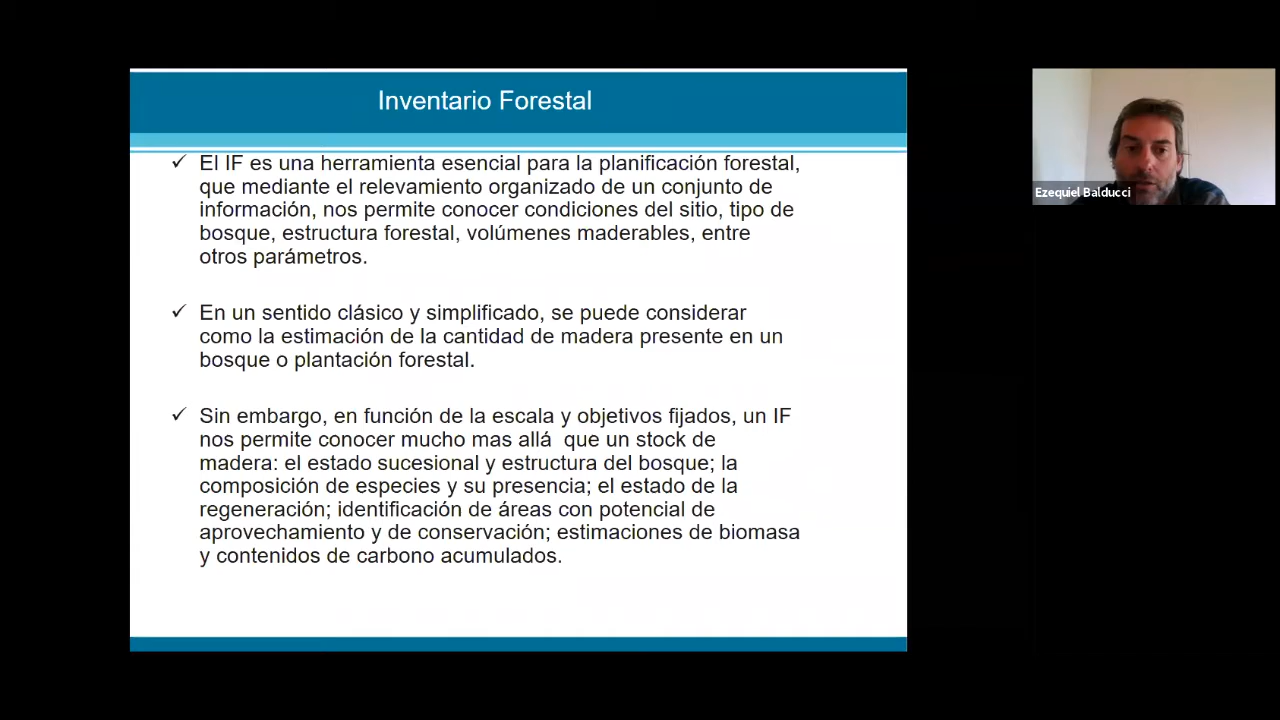 Inventario Forestal
✓ El IF es una herramienta esencial para la planificación forestal,
que mediante el relevamiento organizado de un conjunto de
información, nos permite conocer condiciones del sitio, tipo de
bosque, estructura forestal, volúmenes maderables, entre
otros parámetros.
✓ En un sentido clásico y simplificado, se puede considerar
como la estimación de la cantidad de madera presente en un
bosque o plantación forestal.
✓ Sin embargo, en función de la escala y objetivos fijados, un IF
nos permite conocer mucho mas allá  que un stock de
madera: el estado sucesional y estructura del bosque; la
composición de especies y su presencia; el estado de la
regeneración; identificación de áreas con potencial de
aprovechamiento y de conservación; estimaciones de biomasa
y contenidos de carbono acumulados.
Ezequiel Balducci